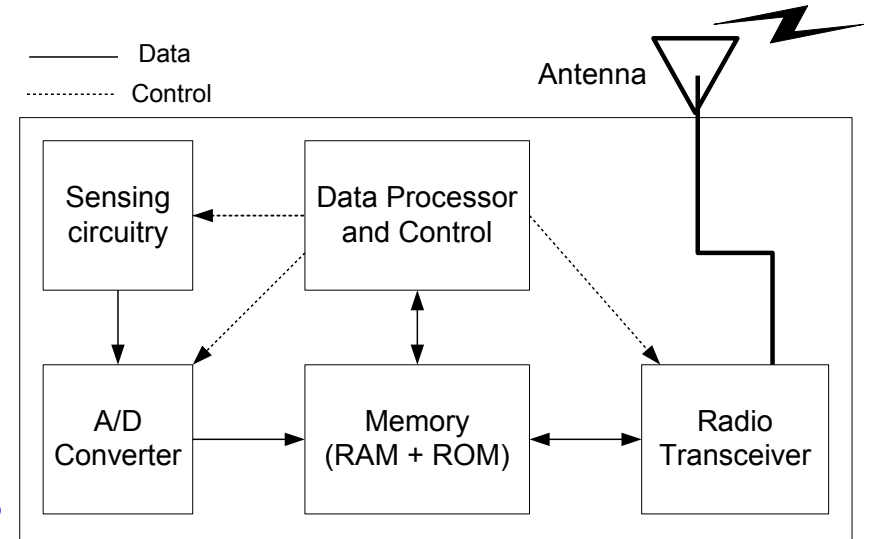 Data
Control
Antenna
Sensing
circuitry
Data Processor
and Control
A/D
Converter
Memory
(RAM + ROM)
Radio
Transceiver